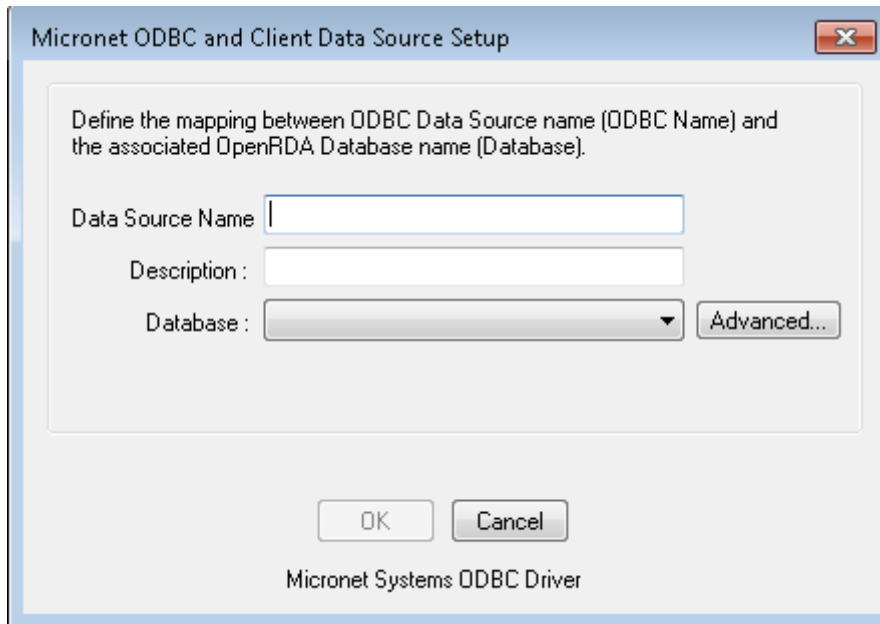 Micronet ODBC and Client Data Source Setup
Define the mapping between ODBC Data Source name (ODBC Name) and
the associated OpenRDA Database name (Database).
Data Source Name
Description :
Database :
Advanced...
OK
Cancel
Micronet Systems ODBC Driver